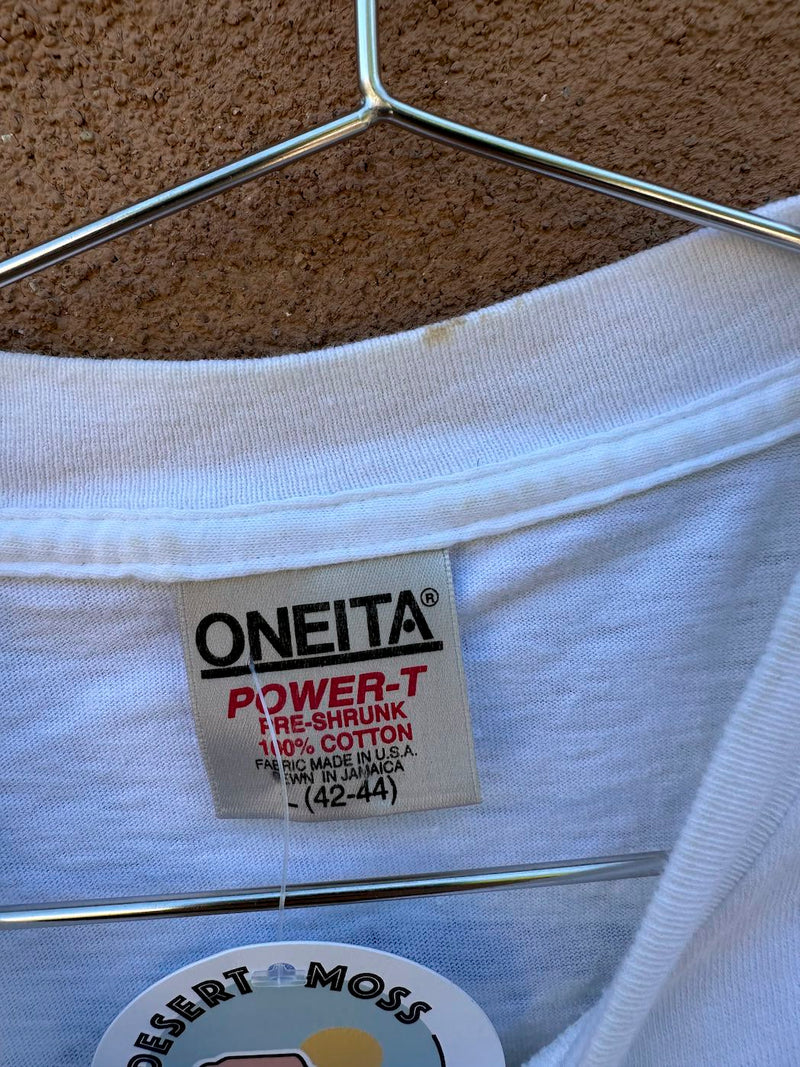 ONEITA®
POWER-T
PRE-SHRUNK
100% COTTON
FABRIC MADE IN U.S.A.
SEWN IN JAMAICA
L (42-44)
DESERT MOSS